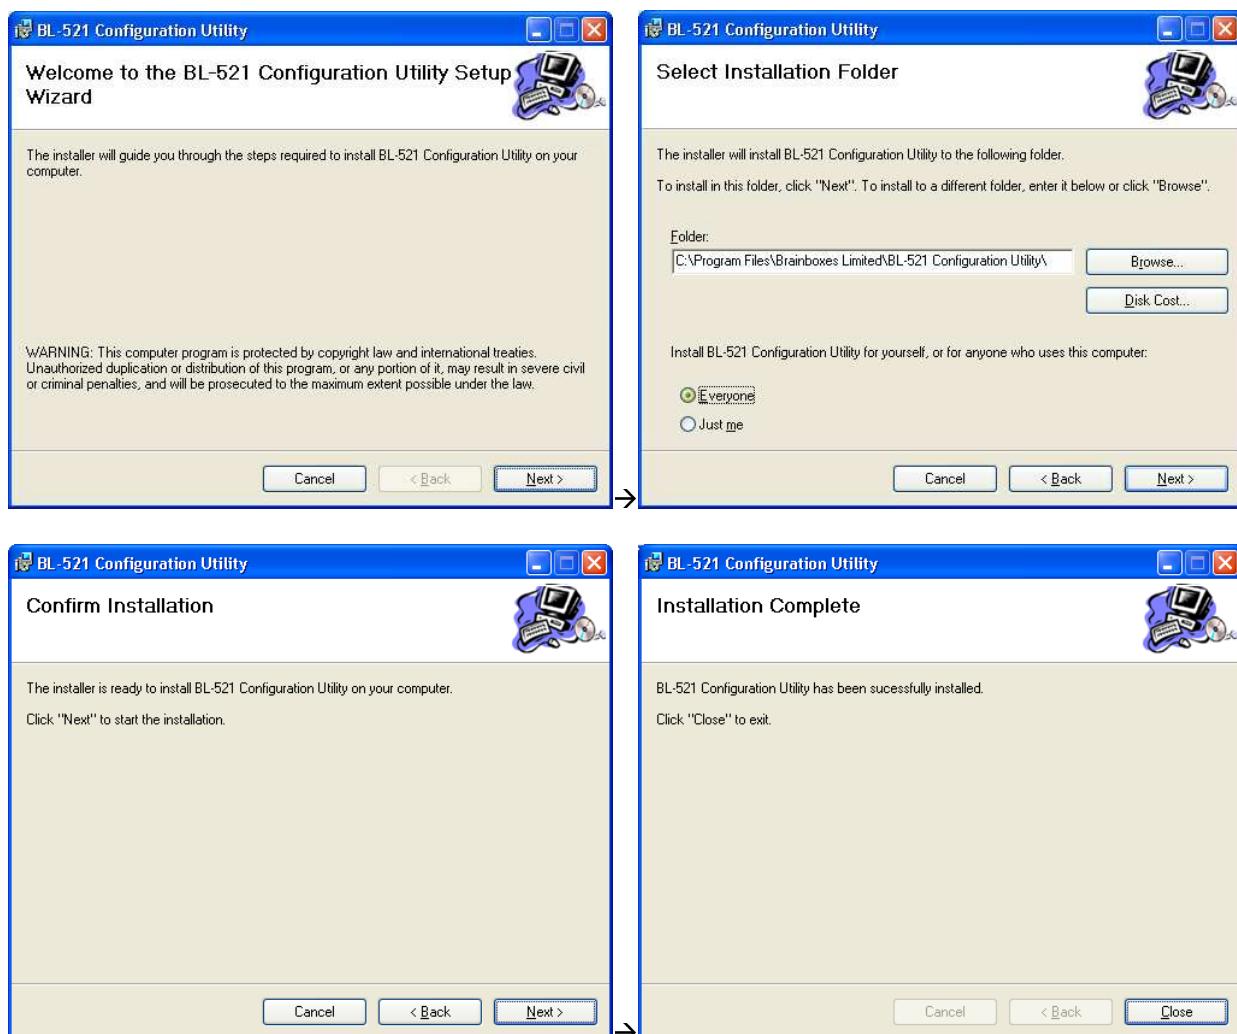 BL-521 Configuration Utility
Welcome to the BL-521 Configuration Utility Setup
Wizard
The installer will guide you through the steps required to install BL-521 Configuration Utility on your
computer.
WARNING: This computer program is protected by copyright law and international treaties.
Unauthorized duplication or distribution of this program, or any portion of it, may result in severe civil
or criminal penalties, and will be prosecuted to the maximum extent possible under the law.
Cancel < Back Next >
→
BL-521 Configuration Utility
Select Installation Folder
The installer will install BL-521 Configuration Utility to the following folder.
To install in this folder, click "Next". To install to a different folder, enter it below or click "Browse".
Folder:
C:\Program Files\Brainboxes Limited\BL-521 Configuration Utility\ Browse...
Disk Cost...
Install BL-521 Configuration Utility for yourself, or for anyone who uses this computer:
Everyone
Just me
Cancel < Back Next >
BL-521 Configuration Utility
Confirm Installation
The installer is ready to install BL-521 Configuration Utility on your computer.
Click "Next" to start the installation.
Cancel < Back Next >
→
BL-521 Configuration Utility
Installation Complete
BL-521 Configuration Utility has been sucessfully installed.
Click "Close" to exit.
Cancel < Back Close